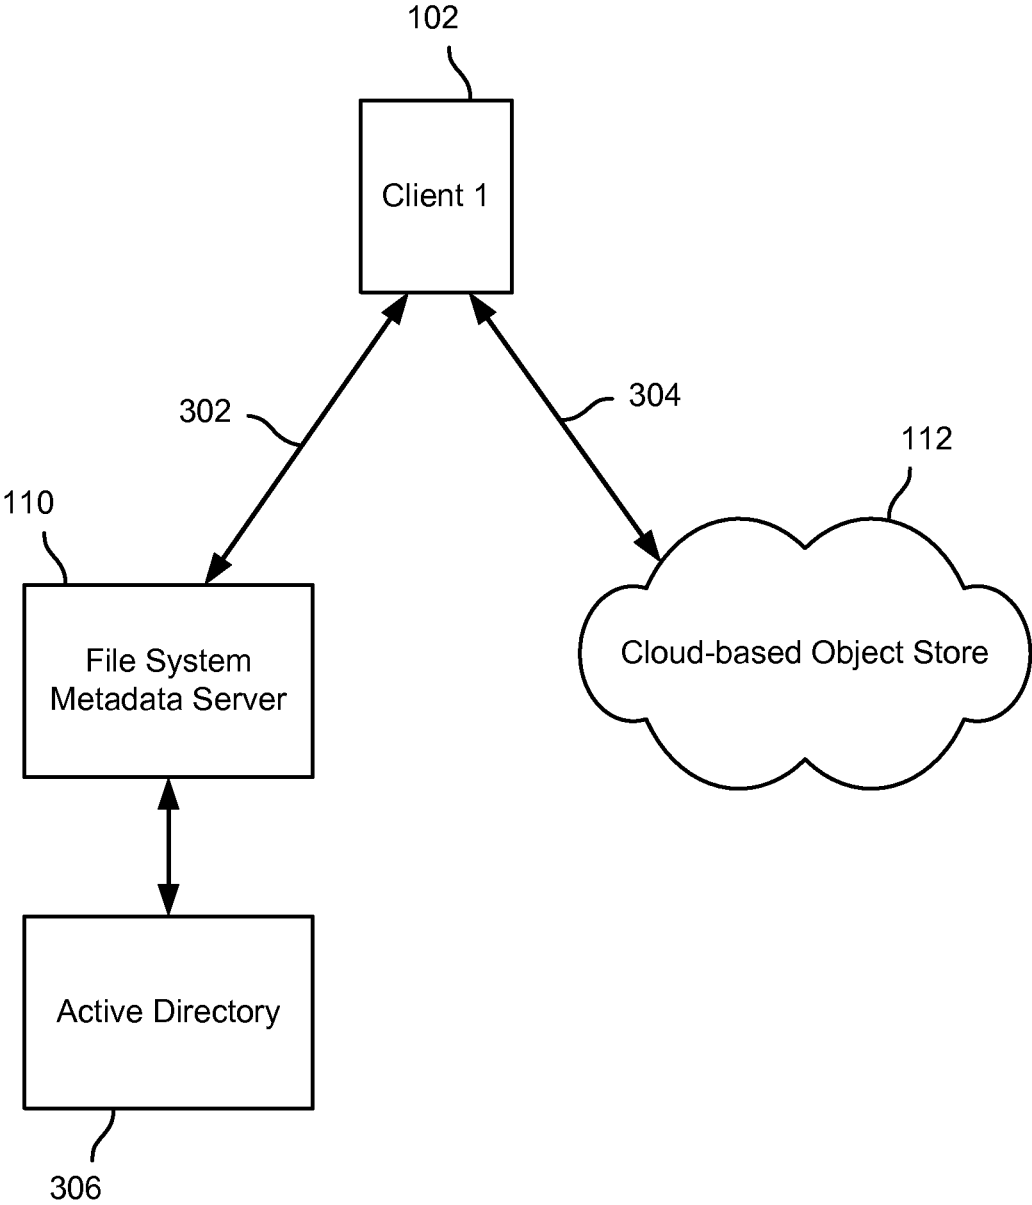 102
Client 1
302
304
112
110
File System
Metadata Server
Cloud-based Object Store
Active Directory
306